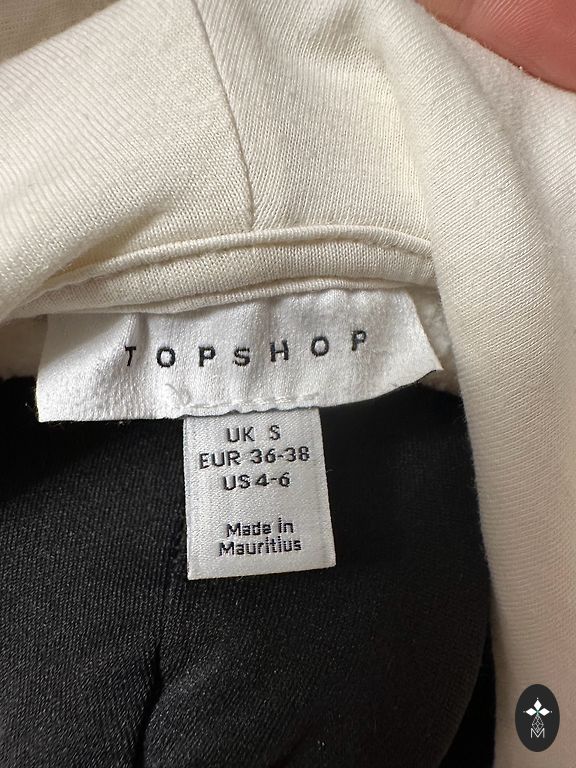 TOPSHOP
UK S
EUR 36-38
US 4-6
Made in
Mauritius